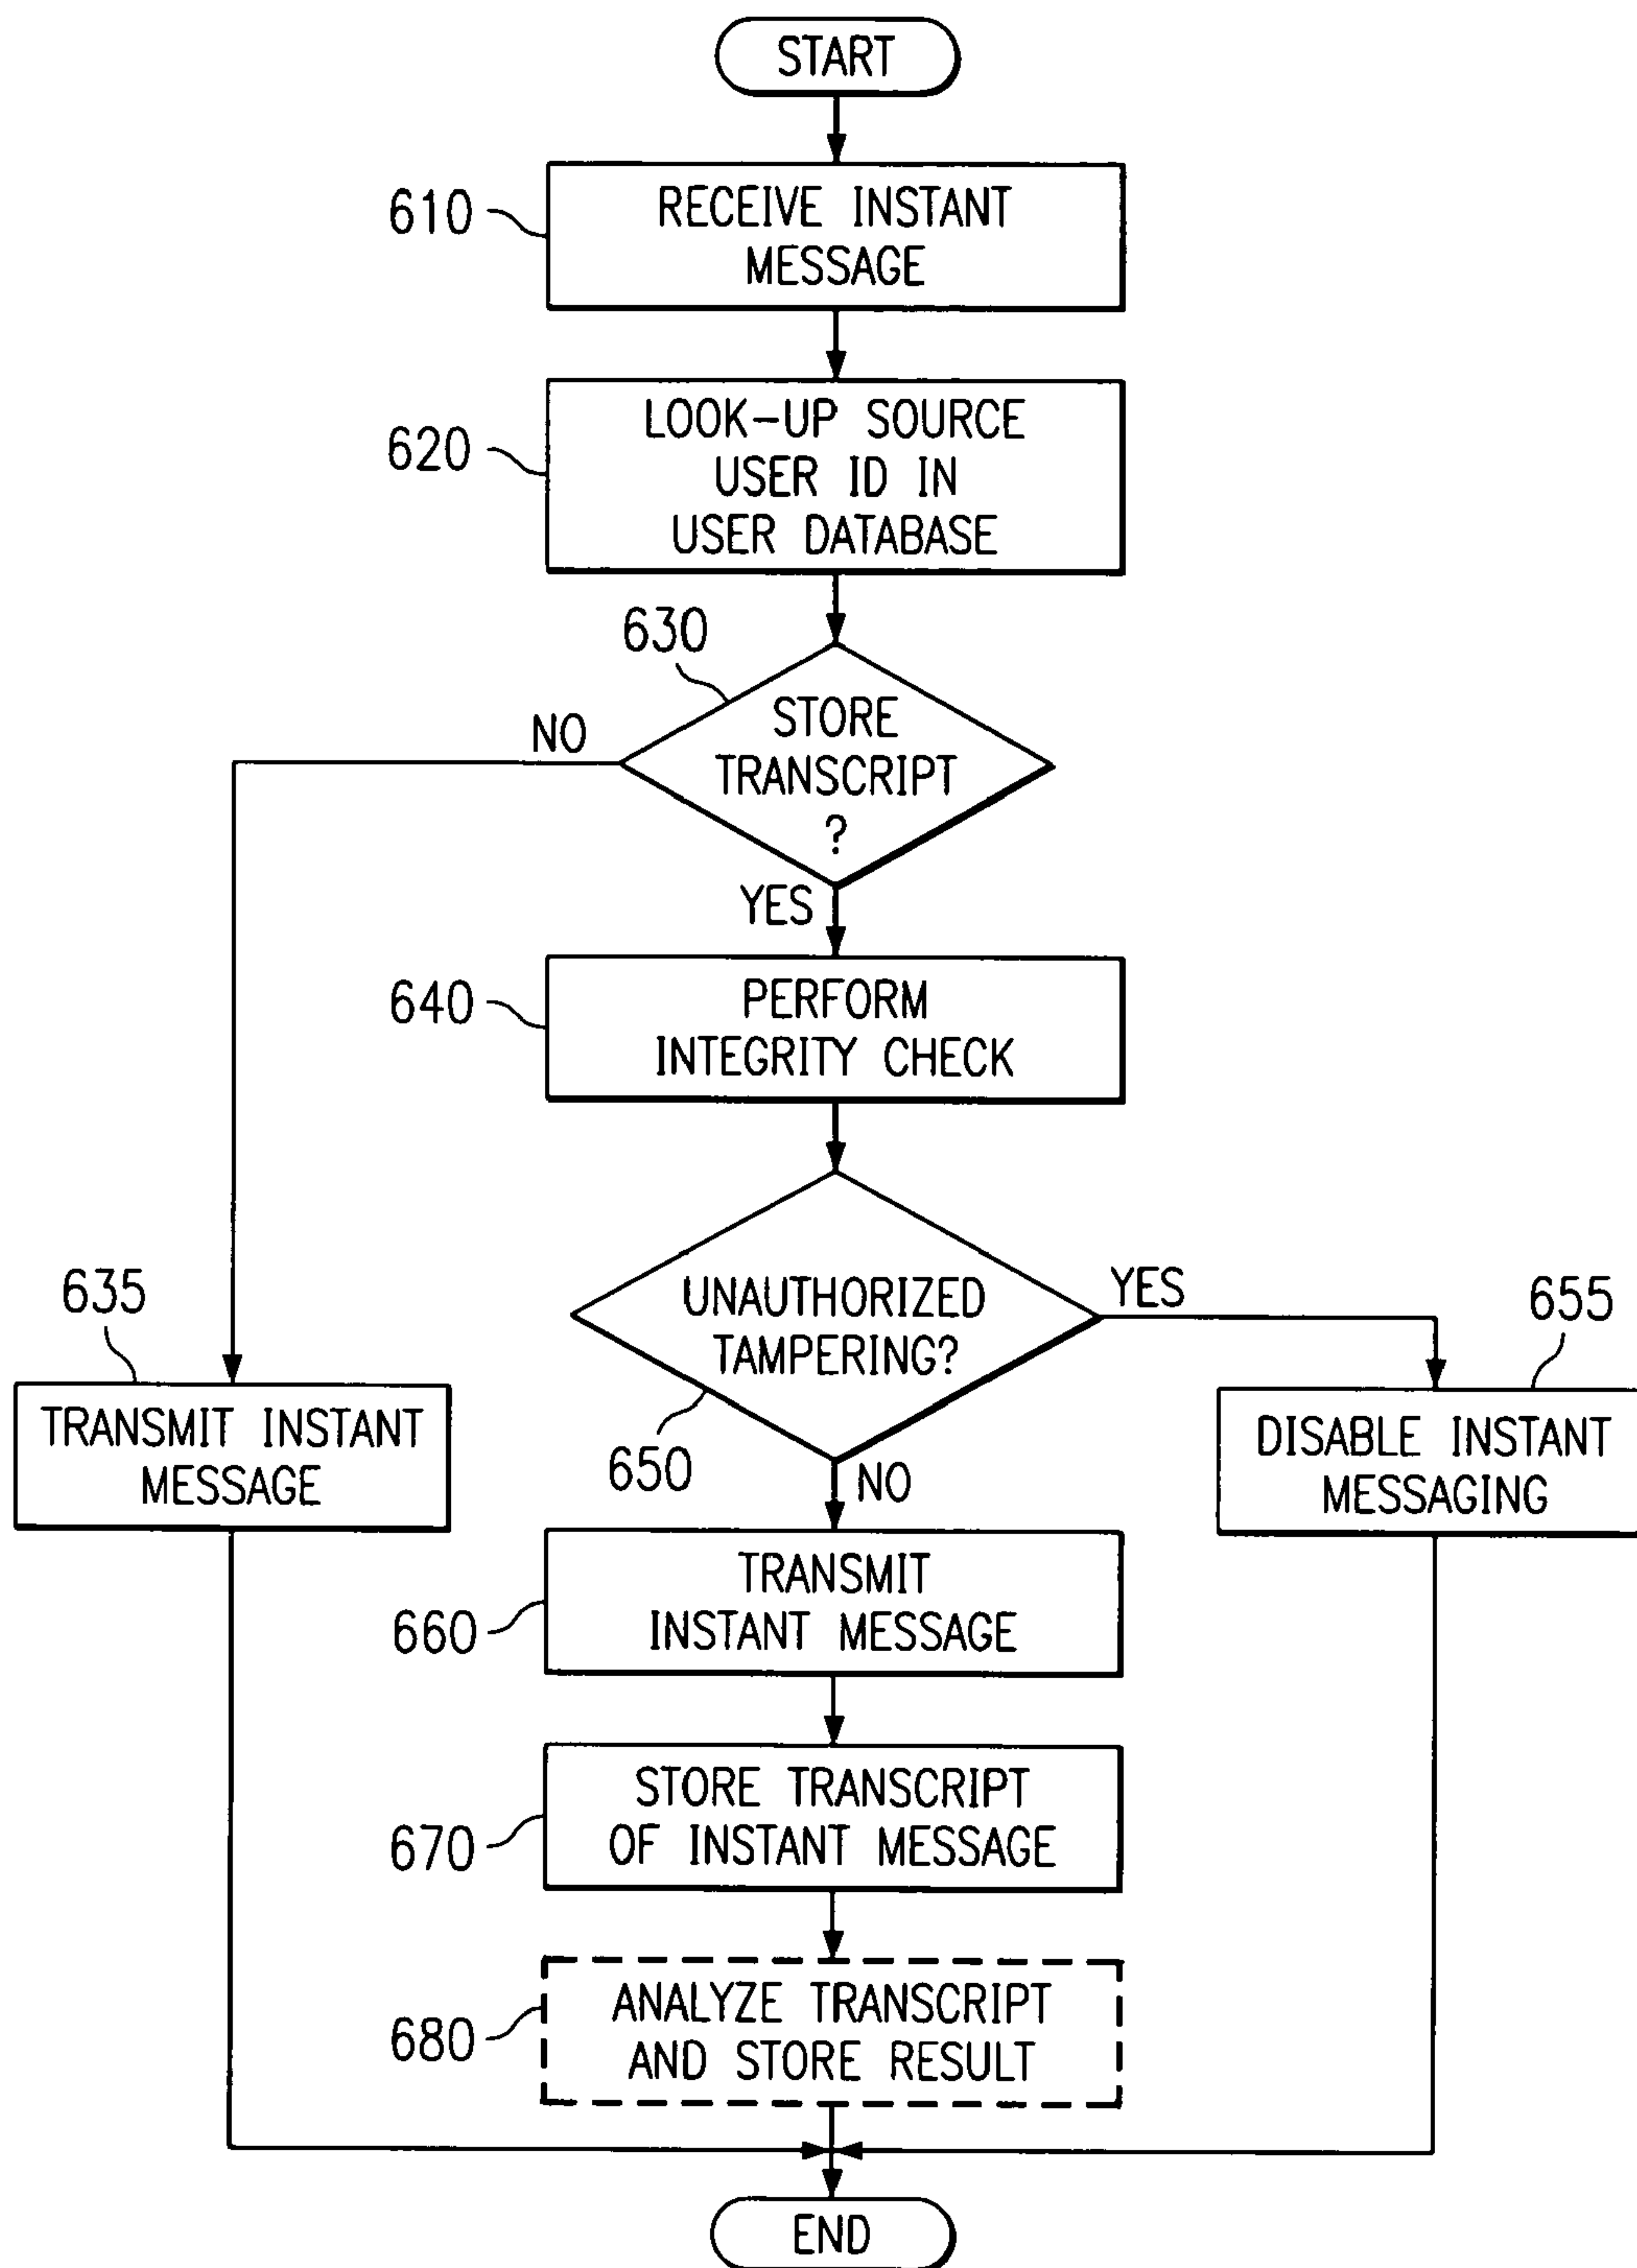 START
610
RECEIVE INSTANT
MESSAGE
620
LOOK-UP SOURCE
USER ID IN
USER DATABASE
630
STORE
TRANSCRIPT
?
NO
YES
640
PERFORM
INTEGRITY CHECK
UNAUTHORIZED
TAMPERING?
650
YES
NO
635
TRANSMIT INSTANT
MESSAGE
655
DISABLE INSTANT
MESSAGING
660
TRANSMIT
INSTANT MESSAGE
670
STORE TRANSCRIPT
OF INSTANT MESSAGE
680
ANALYZE TRANSCRIPT
AND STORE RESULT
END